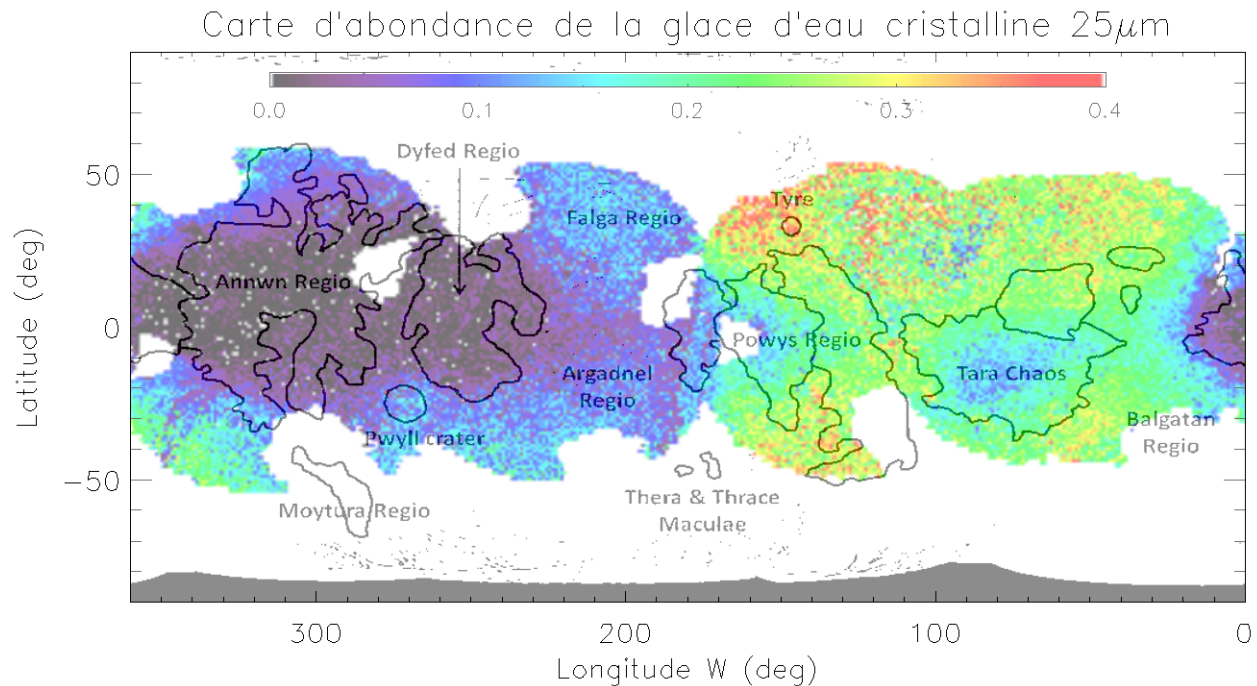 Carte d'abondance de la glace d'eau cristalline 25μm
0.0
0.1
0.2
0.3
0.4
Dyfed Regio
50
Falga Regio
Tyre
Annwn Regio
Latitude (deg)
0
Powys Regio
Argadnel
Regio
Tara Chaos
Pwyll crater
Balgatan
Regio
−50
Moytura Regio
Thera & Thrace
Maculae
300
200
100
0
Longitude W (deg)